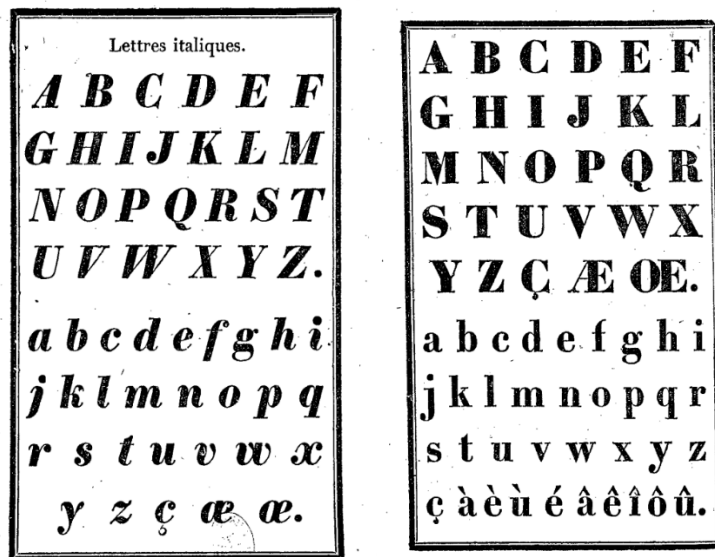 Lettres italiques.
A B C D E F
G H I J K L M
N O P Q R S T
U V W X Y Z.
a b c d e f g h i
j k l m n o p q
r s t u v w x
y z ç æ œ.
A B C D E F
G H I J K L
M N O P Q R
S T U V W X
Y Z Ç Æ Œ.
a b c d e f g h i
j k l m n o p q r
s t u v w x y z
ç à è ù é â ê î ô û.